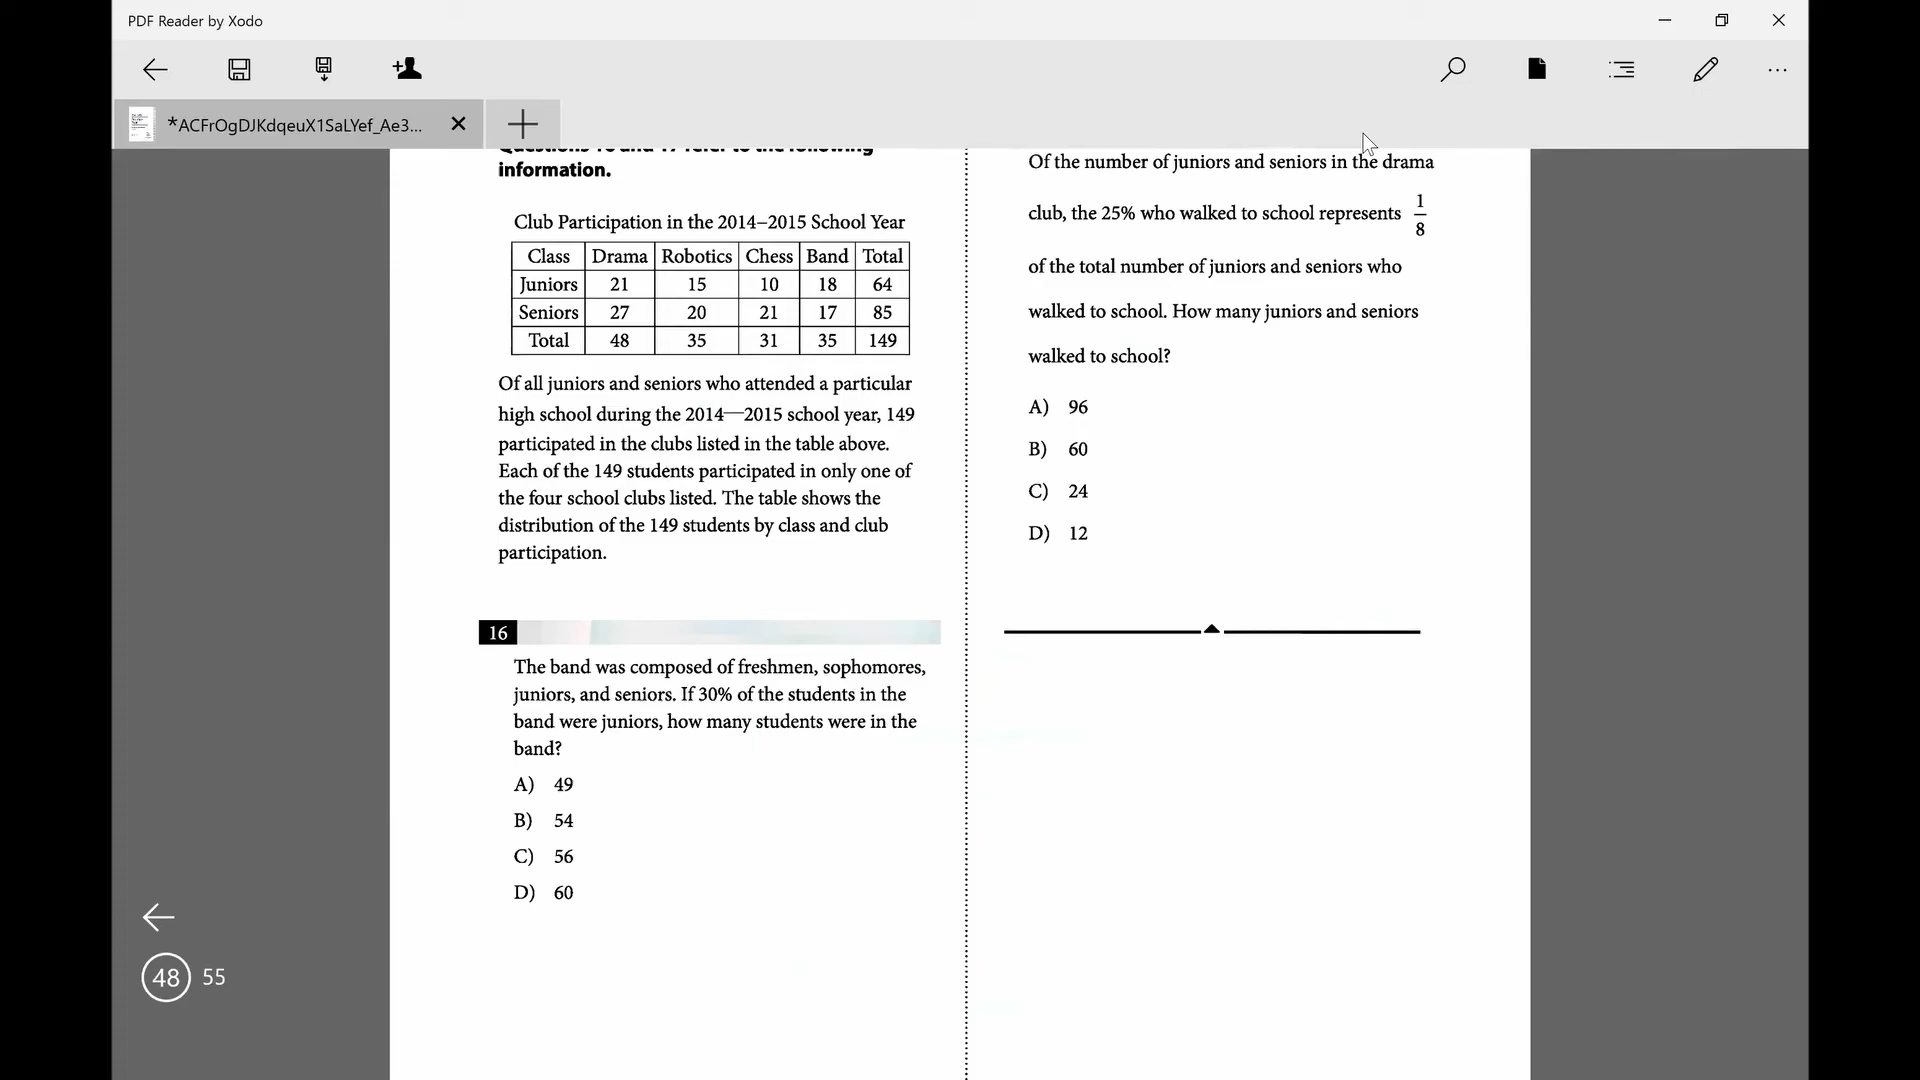 PDF Reader by Xodo
*ACFrOgDJKdqeuX1SaLYef_Ae3...
Questions 16 and 17 refer to the following
information.
Club Participation in the 2014–2015 School Year
Class Drama Robotics Chess Band Total
Juniors 21 15 10 18 64
Seniors 27 20 21 17 85
Total 48 35 31 35 149
Of all juniors and seniors who attended a particular
high school during the 2014—2015 school year, 149
participated in the clubs listed in the table above.
Each of the 149 students participated in only one of
the four school clubs listed. The table shows the
distribution of the 149 students by class and club
participation.
16
The band was composed of freshmen, sophomores,
juniors, and seniors. If 30% of the students in the
band were juniors, how many students were in the
band?
A) 49
B) 54
C) 56
D) 60
Of the number of juniors and seniors in the drama
club, the 25% who walked to school represents 1/8
of the total number of juniors and seniors who
walked to school. How many juniors and seniors
walked to school?
A) 96
B) 60
C) 24
D) 12
48 55